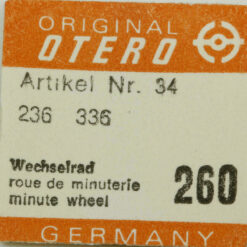 ORIGINAL
OTERO
Artikel Nr. 34
236 336
Wechselrad
roue de minuterie
minute wheel
260
GERMANY